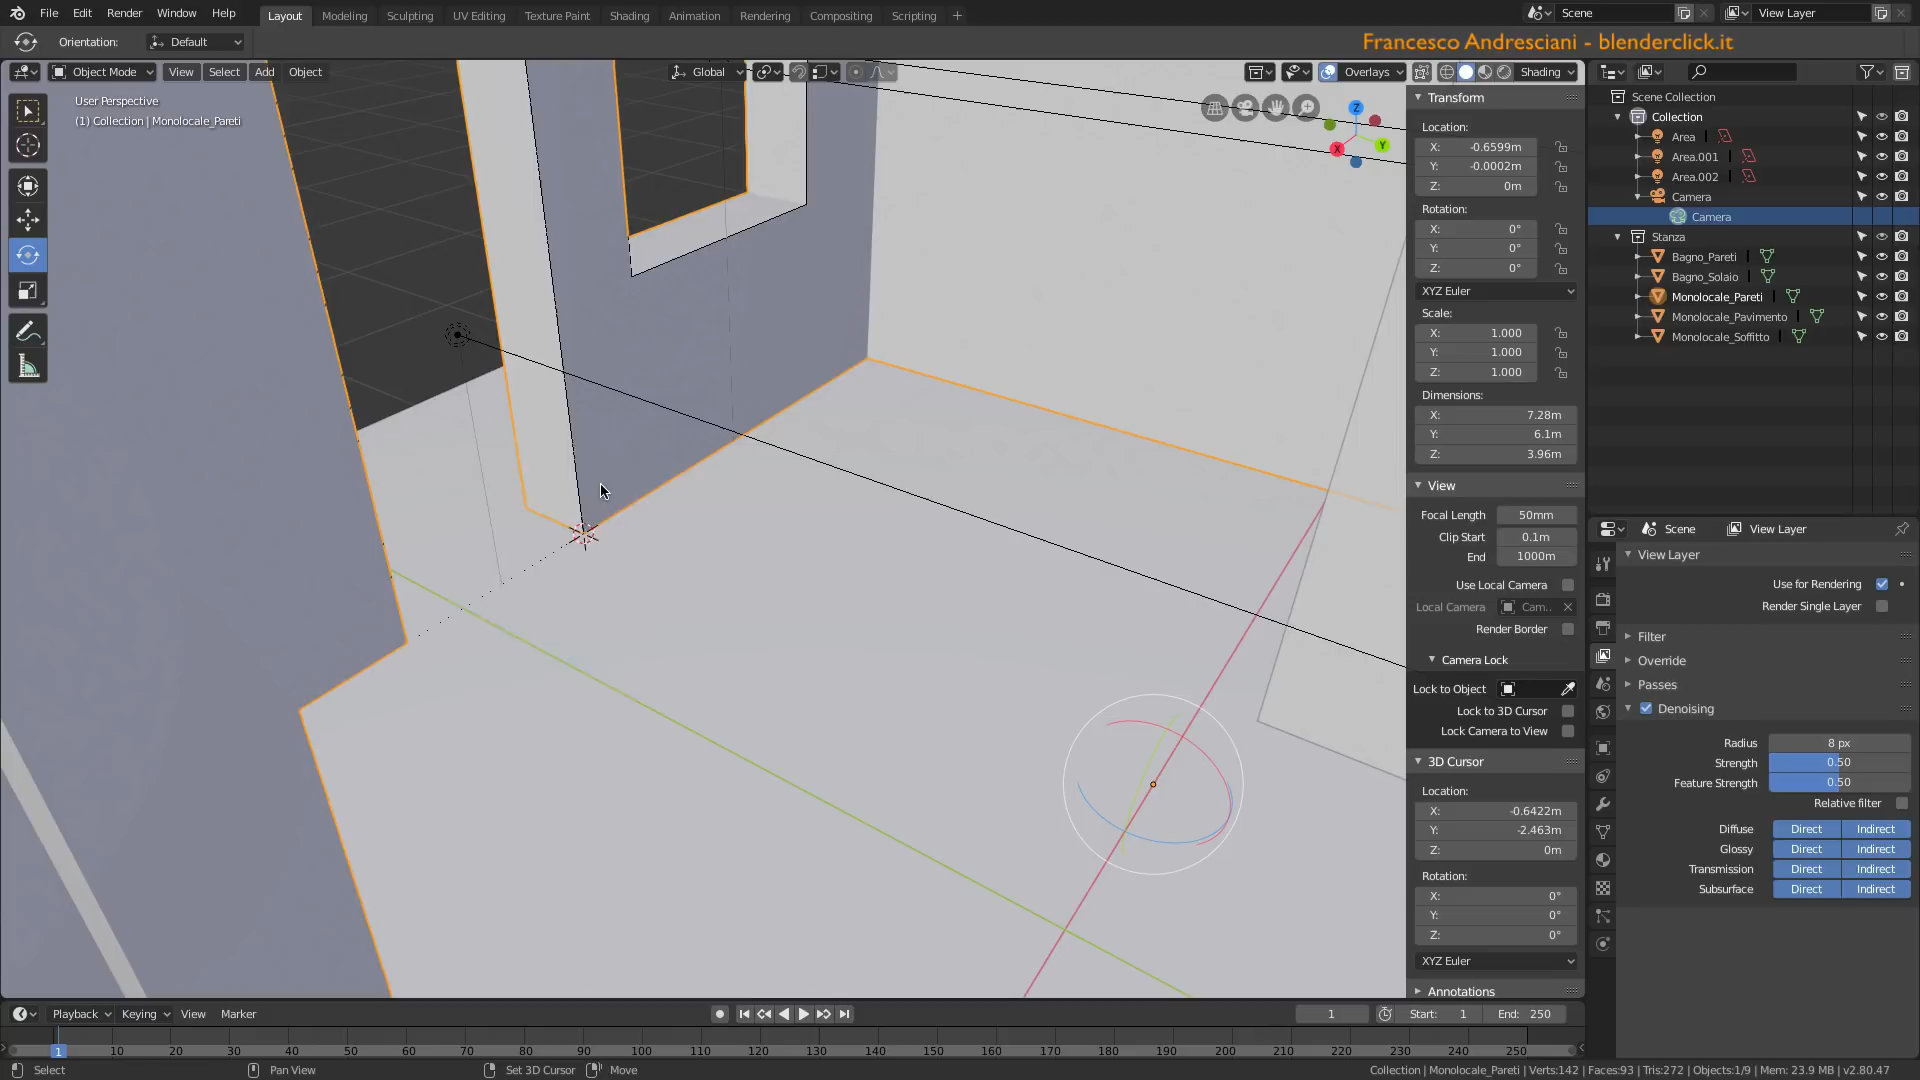 File Edit Render Window Help Layout Modeling Sculpting UV Editing Texture Paint Shading Animation Rendering Compositing Scripting + Scene View Layer
Orientation: Default
Francesco Andresciani - blenderclick.it
Object Mode View Select Add Object Global Overlays Shading
User Perspective
(1) Collection | Monolocale_Pareti
Z
Y
X
Transform
Location:
X: -0.6599m
Y: -0.0002m
Z: 0m
Rotation:
X: 0°
Y: 0°
Z: 0°
XYZ Euler
Scale:
X: 1.000
Y: 1.000
Z: 1.000
Dimensions:
X: 7.28m
Y: 6.1m
Z: 3.96m
View
Focal Length 50mm
Clip Start 0.1m
End 1000m
Use Local Camera
Local Camera Cam..
Render Border
Camera Lock
Lock to Object
Lock to 3D Cursor
Lock Camera to View
3D Cursor
Location:
X: -0.6422m
Y: -2.463m
Z: 0m
Rotation:
X: 0°
Y: 0°
Z: 0°
XYZ Euler
Annotations
Scene Collection
Collection
Area
Area.001
Area.002
Camera
Camera
Stanza
Bagno_Pareti
Bagno_Solaio
Monolocale_Pareti
Monolocale_Pavimento
Monolocale_Soffitto
Scene View Layer
View Layer
Use for Rendering
Render Single Layer
Filter
Override
Passes
Denoising
Radius 8 px
Strength 0.50
Feature Strength 0.50
Relative filter
Diffuse Direct Indirect
Glossy Direct Indirect
Transmission Direct Indirect
Subsurface Direct Indirect
Playback Keying View Marker 1 Start: 1 End: 250
1 10 20 30 40 50 60 70 80 90 100 110 120 130 140 150 160 170 180 190 200 210 220 230 240 250
Select Pan View Set 3D Cursor Move Collection | Monolocale_Pareti | Verts:142 | Faces:93 | Tris:272 | Objects:1/9 | Mem: 23.9 MB | v2.80.47